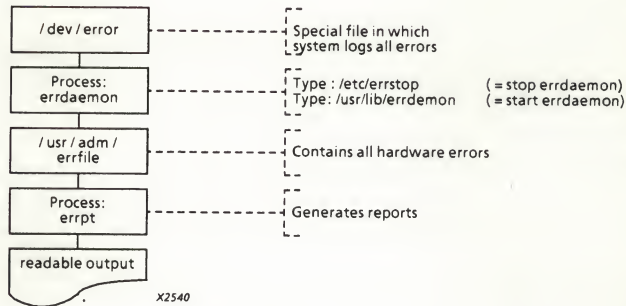 /dev/error
Special file in which
system logs all errors
Process:
errdaemon
Type : /etc/errstop (=stop errdaemon)
Type: /usr/lib/errdemon (=start errdaemon)
/usr/adm/
errfile
Contains all hardware errors
Process:
errpt
Generates reports
readable output
X2540